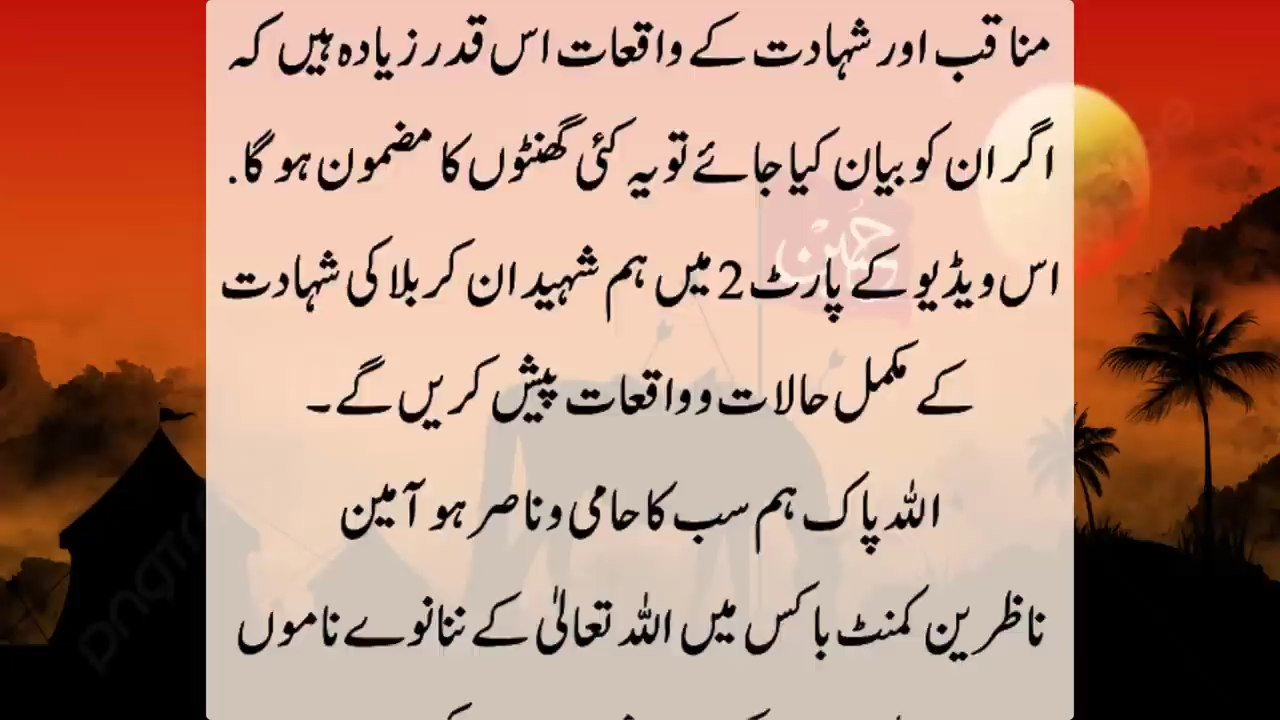 مناقب اور شہادت کے واقعات اس قدر زیادہ ہیں کہ
اگر ان کو بیان کیا جائے تو یہ کئی گھنٹوں کا مضمون ہو گا.
اس ویڈیو کے پارٹ 2 میں ہم شہیدان کربلا کی شہادت
کے مکمل حالات و واقعات پیش کریں گے۔
اللہ پاک ہم سب کا حامی و ناصر ہو آمین
ناظرین کمنٹ باکس میں اللہ تعالیٰ کے ننانوے ناموں
حسین